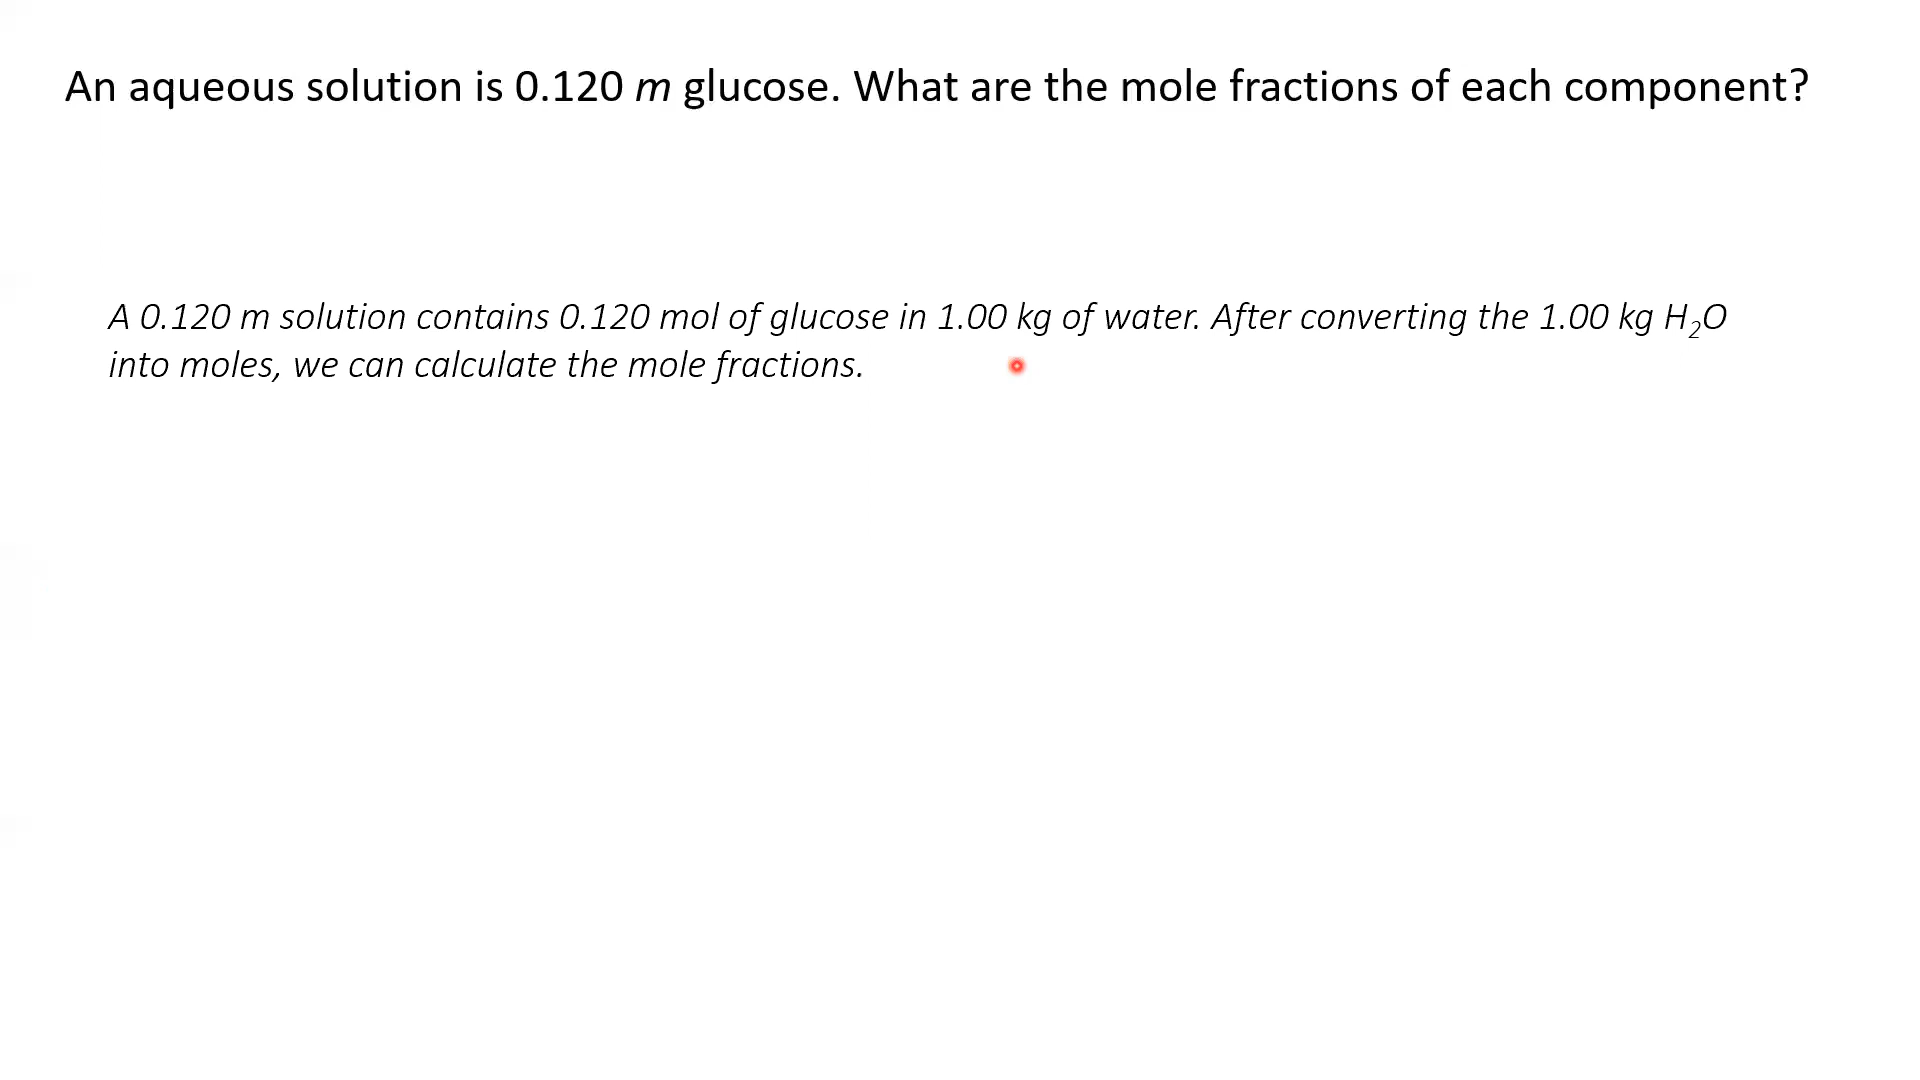 An aqueous solution is 0.120 m glucose. What are the mole fractions of each component?
A 0.120 m solution contains 0.120 mol of glucose in 1.00 kg of water. After converting the 1.00 kg H₂O
into moles, we can calculate the mole fractions.